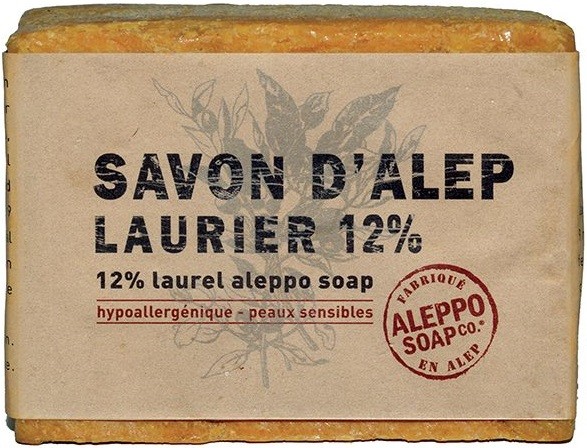 SAVON D'ALEP
LAURIER 12%
12% laurel aleppo soap
hypoallergénique - peaux sensibles
FABRIQUÉ
ALEPPO
SOAP CO.®
EN ALEP